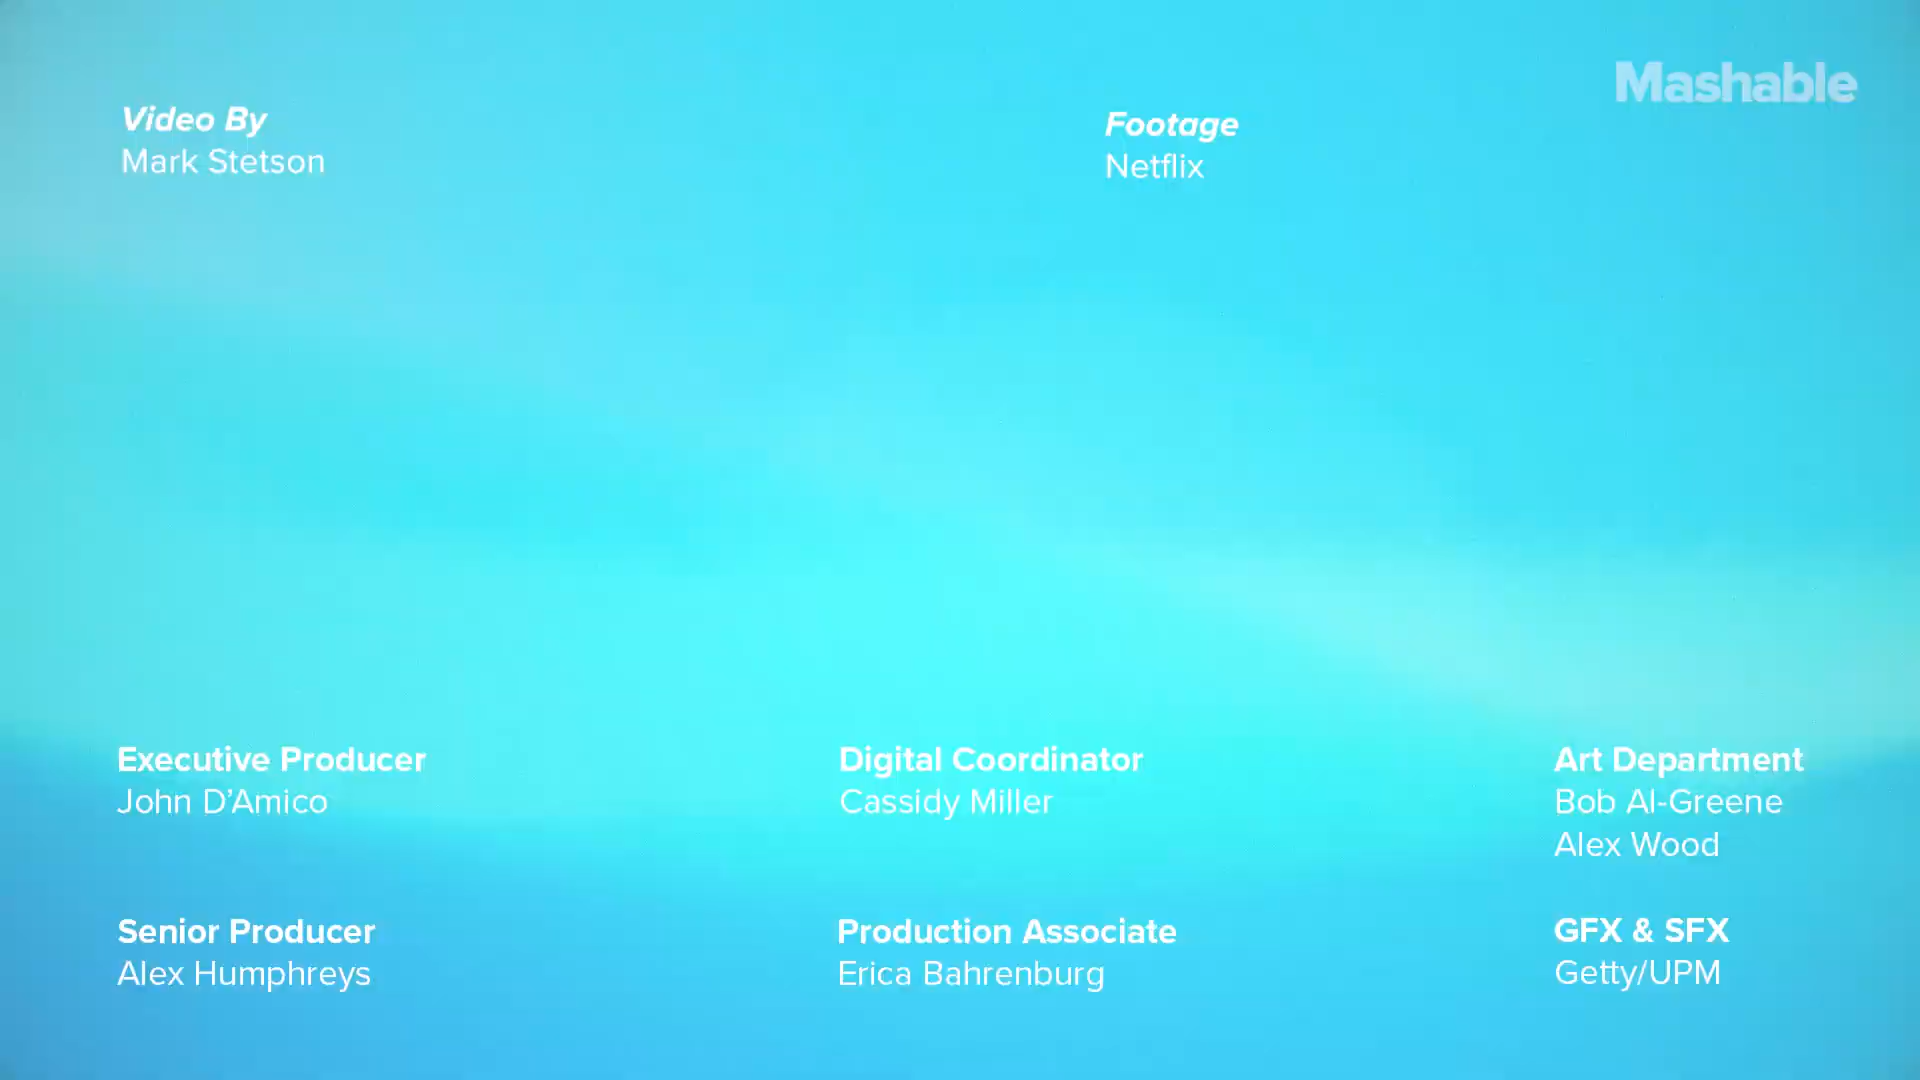 Mashable
Video By
Mark Stetson
Footage
Netflix
Executive Producer
John D’Amico
Digital Coordinator
Cassidy Miller
Art Department
Bob Al-Greene
Alex Wood
Senior Producer
Alex Humphreys
Production Associate
Erica Bahrenburg
GFX & SFX
Getty/UPM